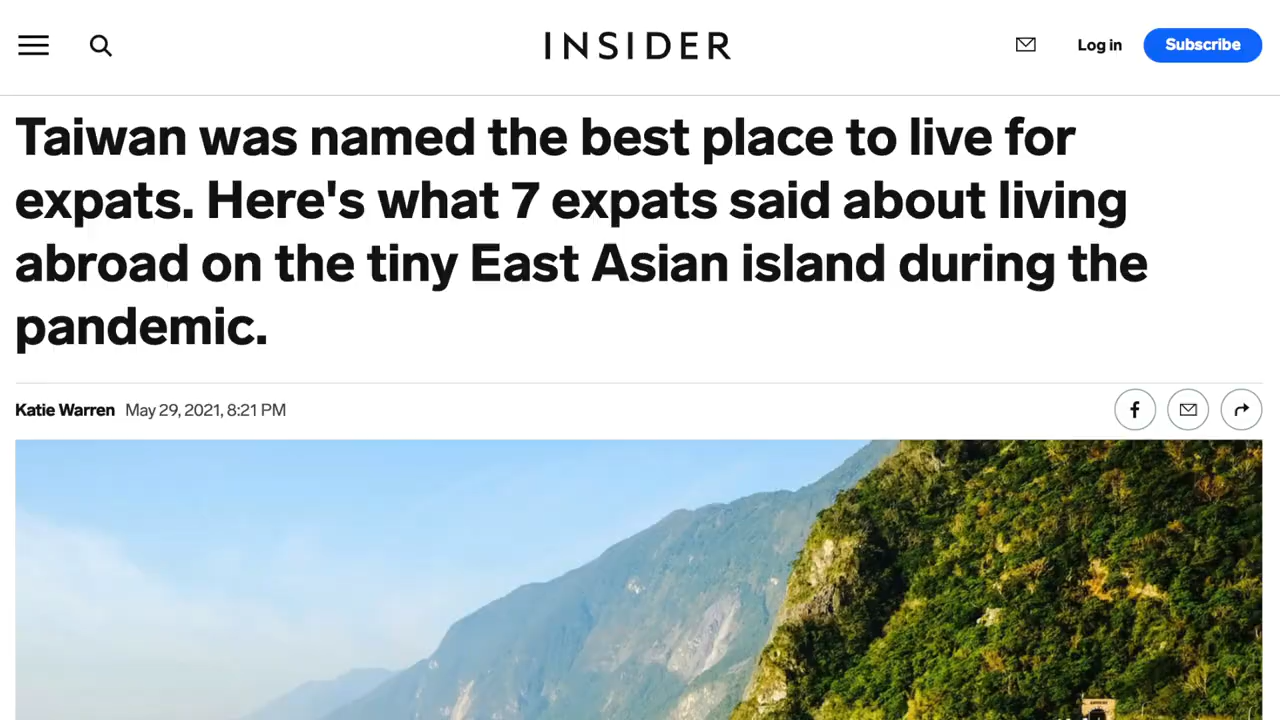 INSIDER
Log in
Subscribe
Taiwan was named the best place to live for
expats. Here's what 7 expats said about living
abroad on the tiny East Asian island during the
pandemic.
Katie Warren May 29, 2021, 8:21 PM